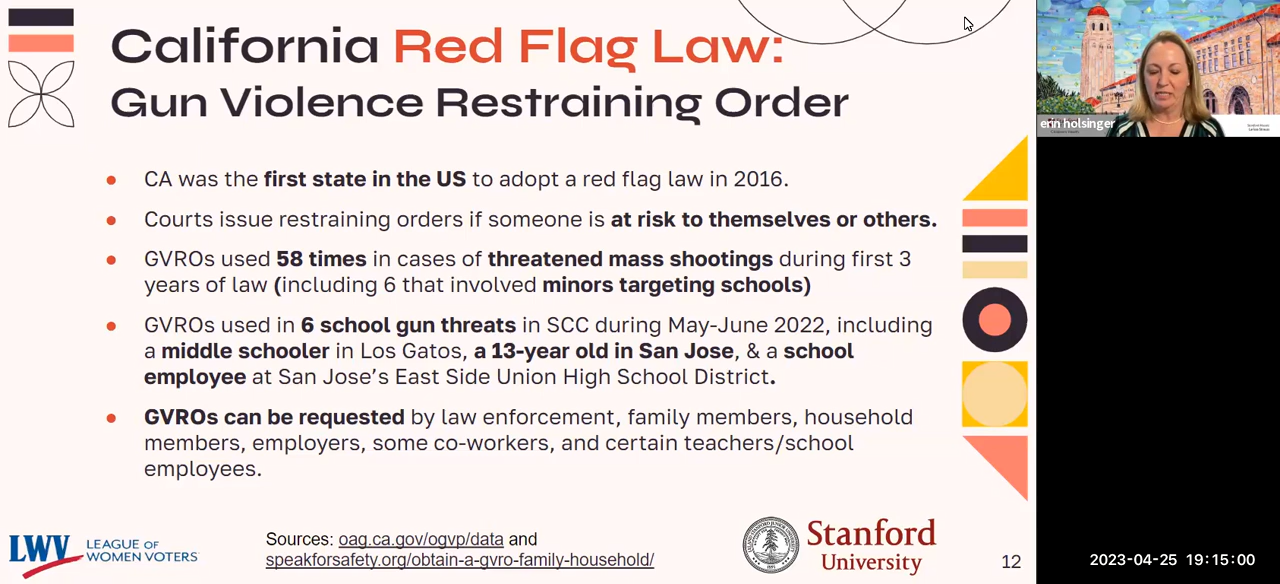 California Red Flag Law:
Gun Violence Restraining Order
CA was the first state in the US to adopt a red flag law in 2016.
Courts issue restraining orders if someone is at risk to themselves or others.
GVROs used 58 times in cases of threatened mass shootings during first 3
years of law (including 6 that involved minors targeting schools)
GVROs used in 6 school gun threats in SCC during May-June 2022, including
a middle schooler in Los Gatos, a 13-year old in San Jose, & a school
employee at San Jose's East Side Union High School District.
GVROs can be requested by law enforcement, family members, household
members, employers, some co-workers, and certain teachers/school
employees.
LWV LEAGUE OF
WOMEN VOTERS
Sources: oag.ca.gov/ogvp/data and
speakforsafety.org/obtain-a-gvro-family-household/
Stanford
University
12
erin holsinger
2023-04-25 19:15:00